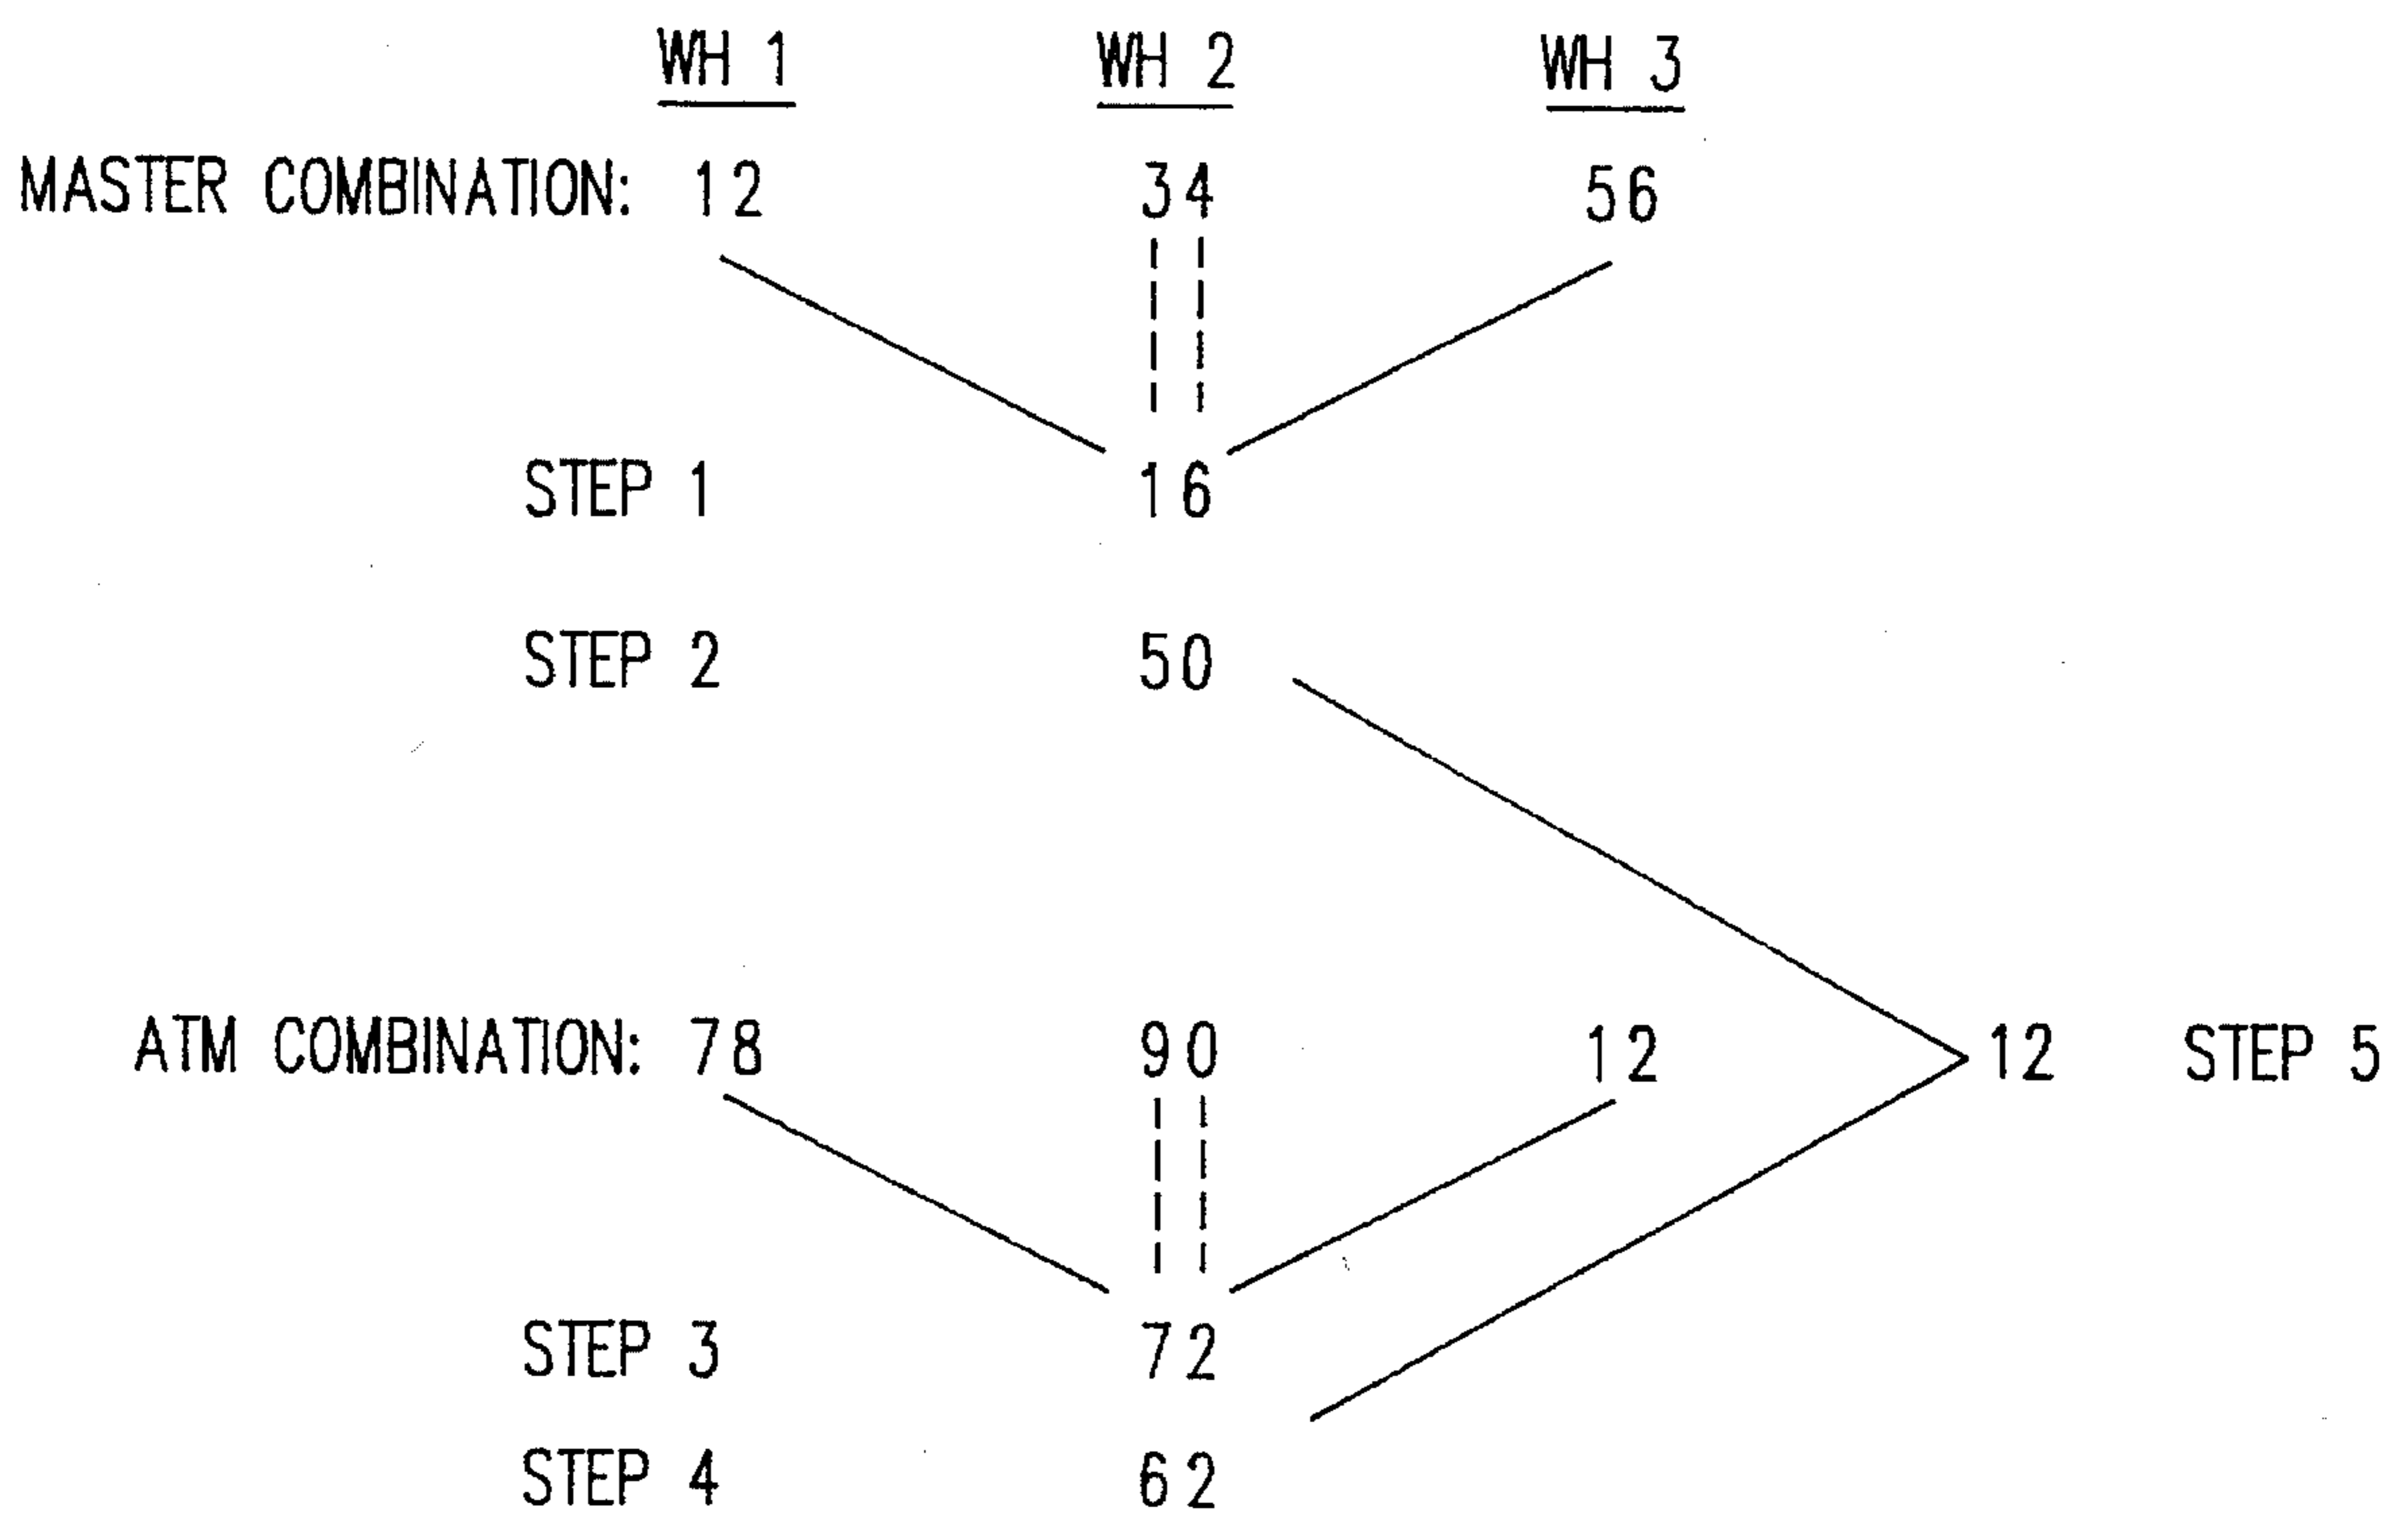 WH 1 WH 2 WH 3
MASTER COMBINATION: 12 34 56
STEP 1 16
STEP 2 50
ATM COMBINATION: 78 90 12 12 STEP 5
STEP 3 72
STEP 4 62